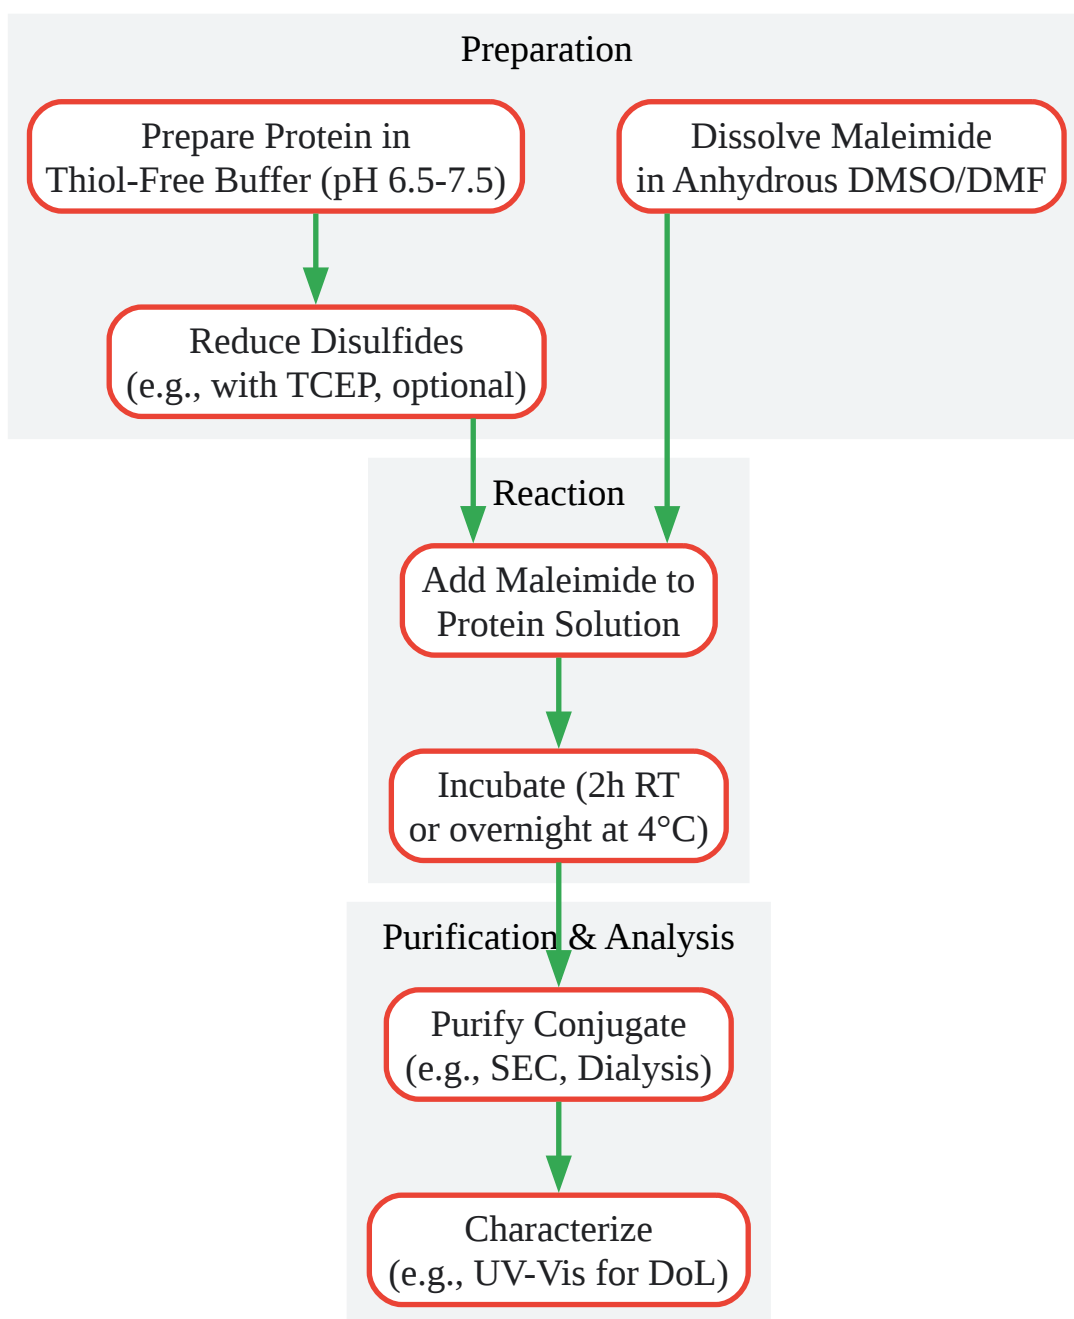 Preparation
Prepare Protein in
Thiol-Free Buffer (pH 6.5-7.5)
Dissolve Maleimide
in Anhydrous DMSO/DMF
Reduce Disulfides
(e.g., with TCEP, optional)
Reaction
Add Maleimide to
Protein Solution
Incubate (2h RT
or overnight at 4°C)
Purification & Analysis
Purify Conjugate
(e.g., SEC, Dialysis)
Characterize
(e.g., UV-Vis for DoL)